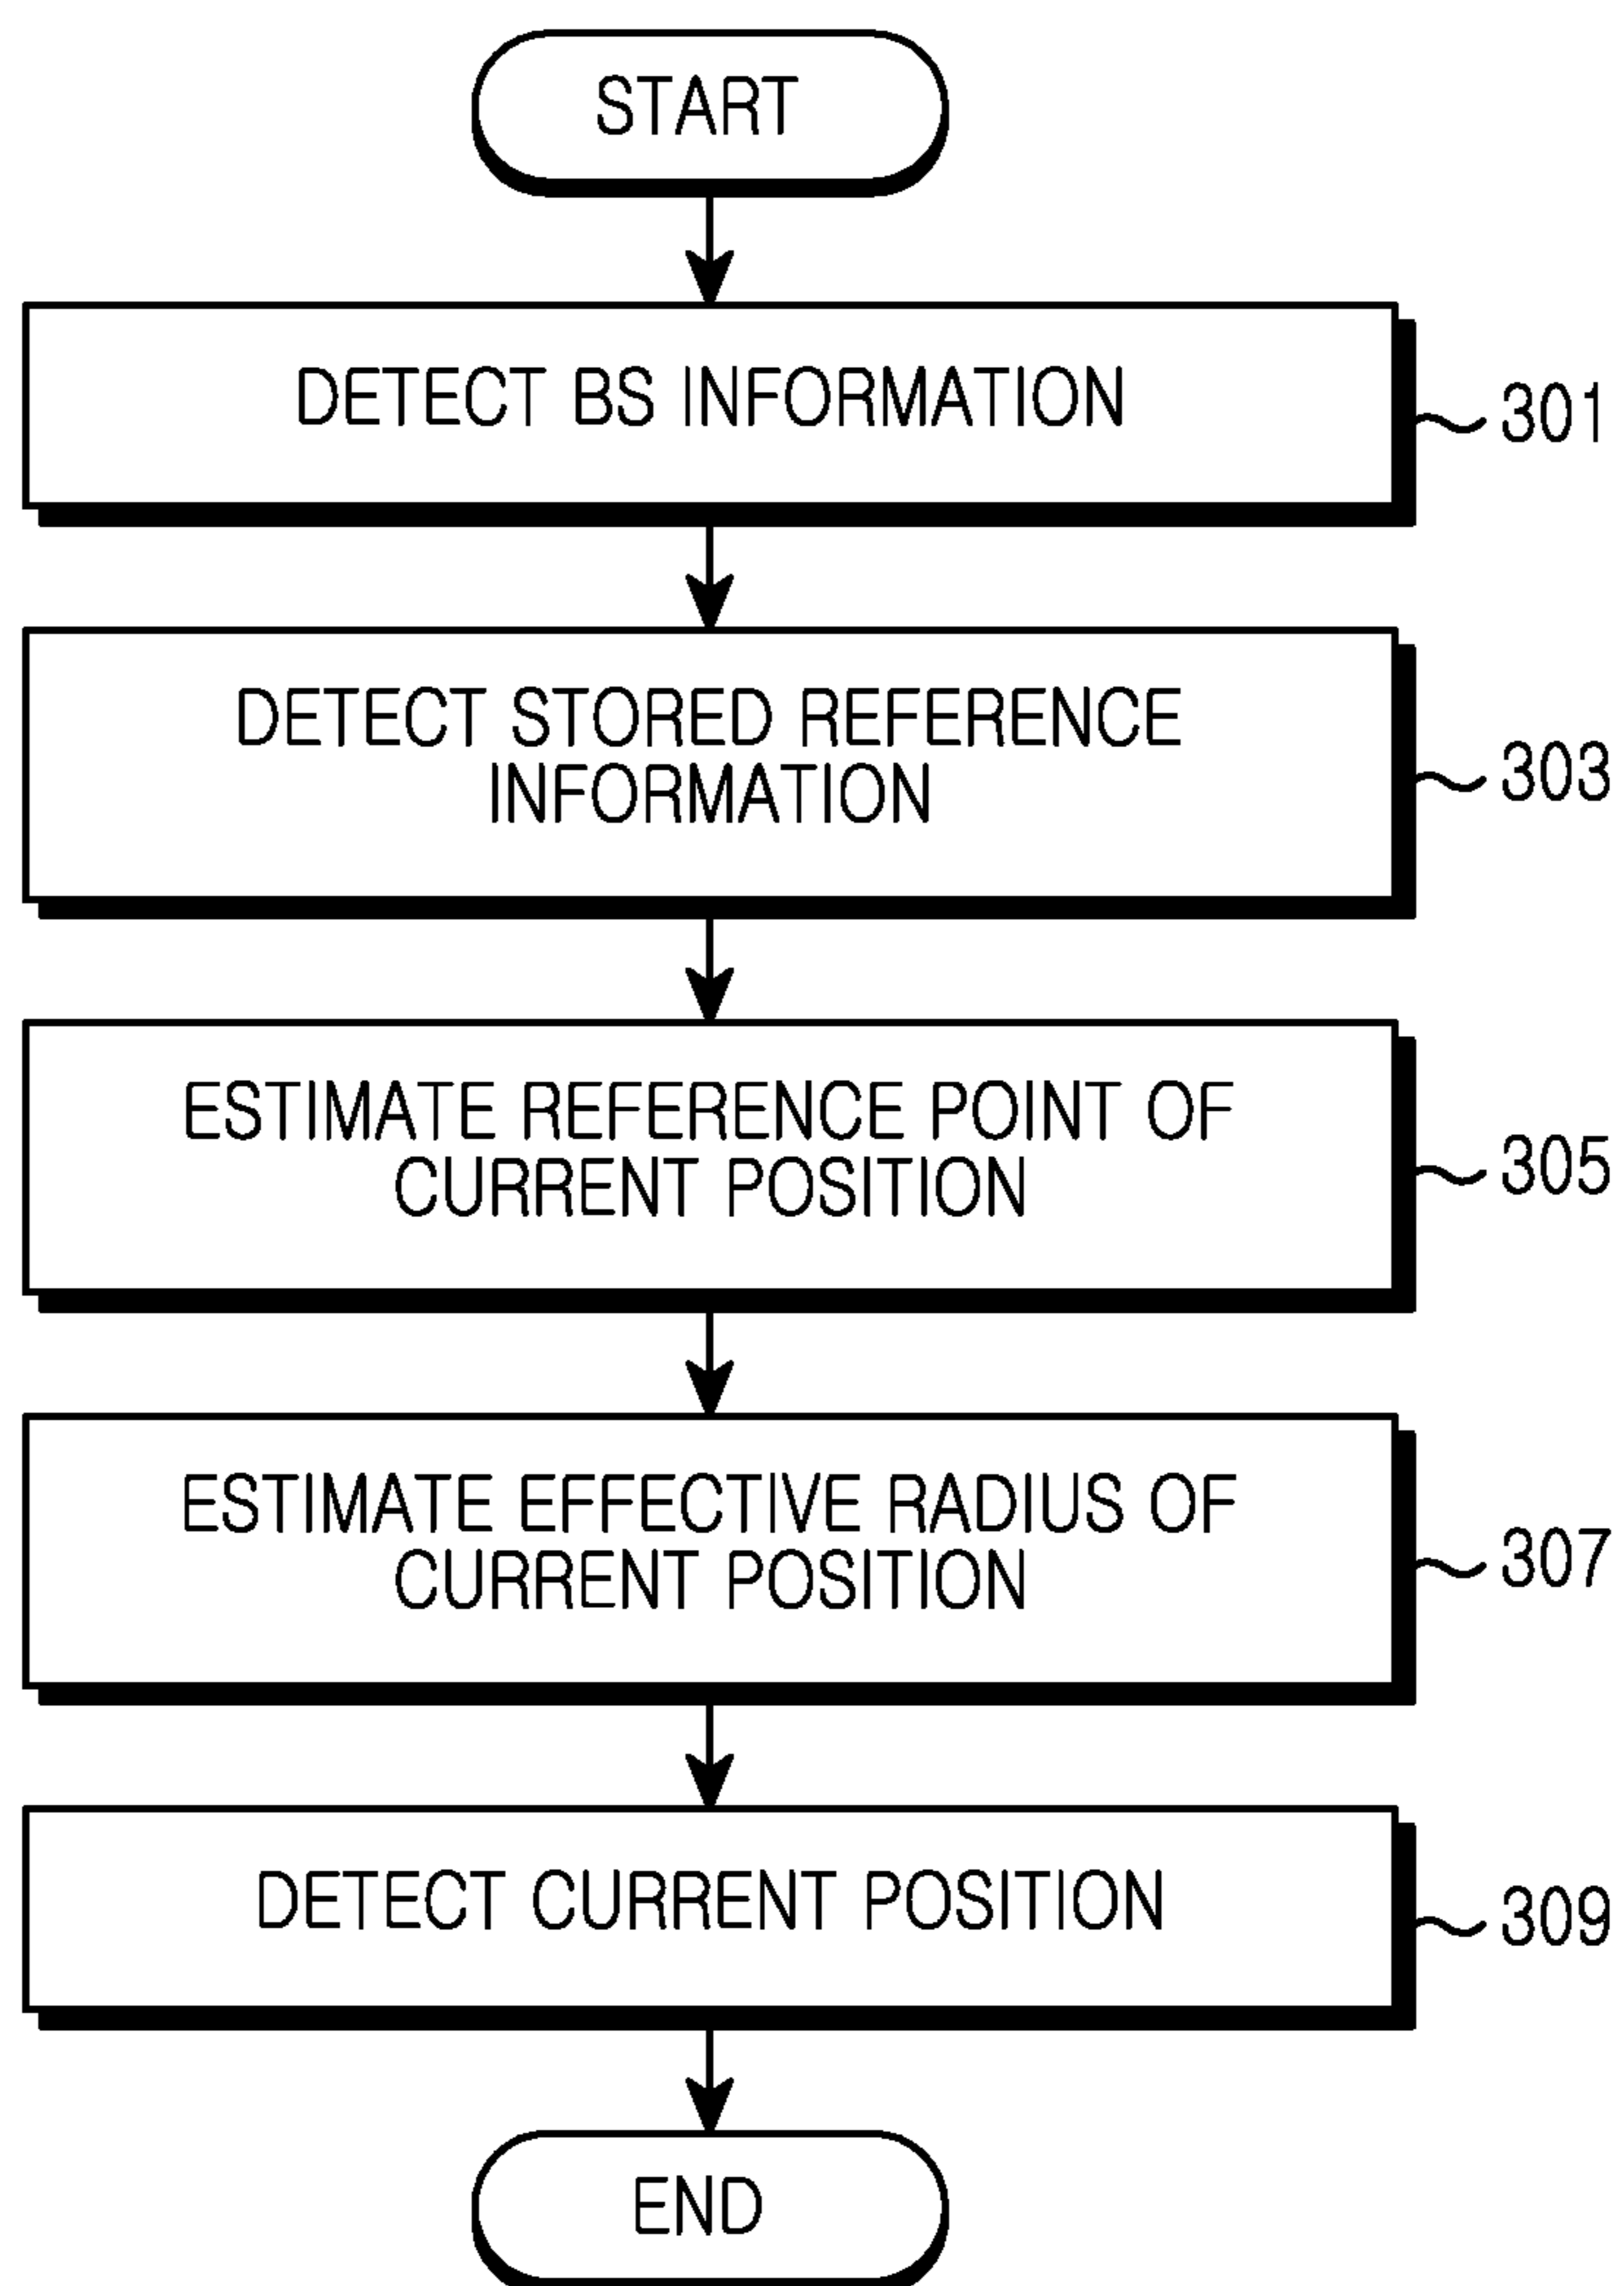 START
DETECT BS INFORMATION
301
DETECT STORED REFERENCE
INFORMATION
303
ESTIMATE REFERENCE POINT OF
CURRENT POSITION
305
ESTIMATE EFFECTIVE RADIUS OF
CURRENT POSITION
307
DETECT CURRENT POSITION
309
END